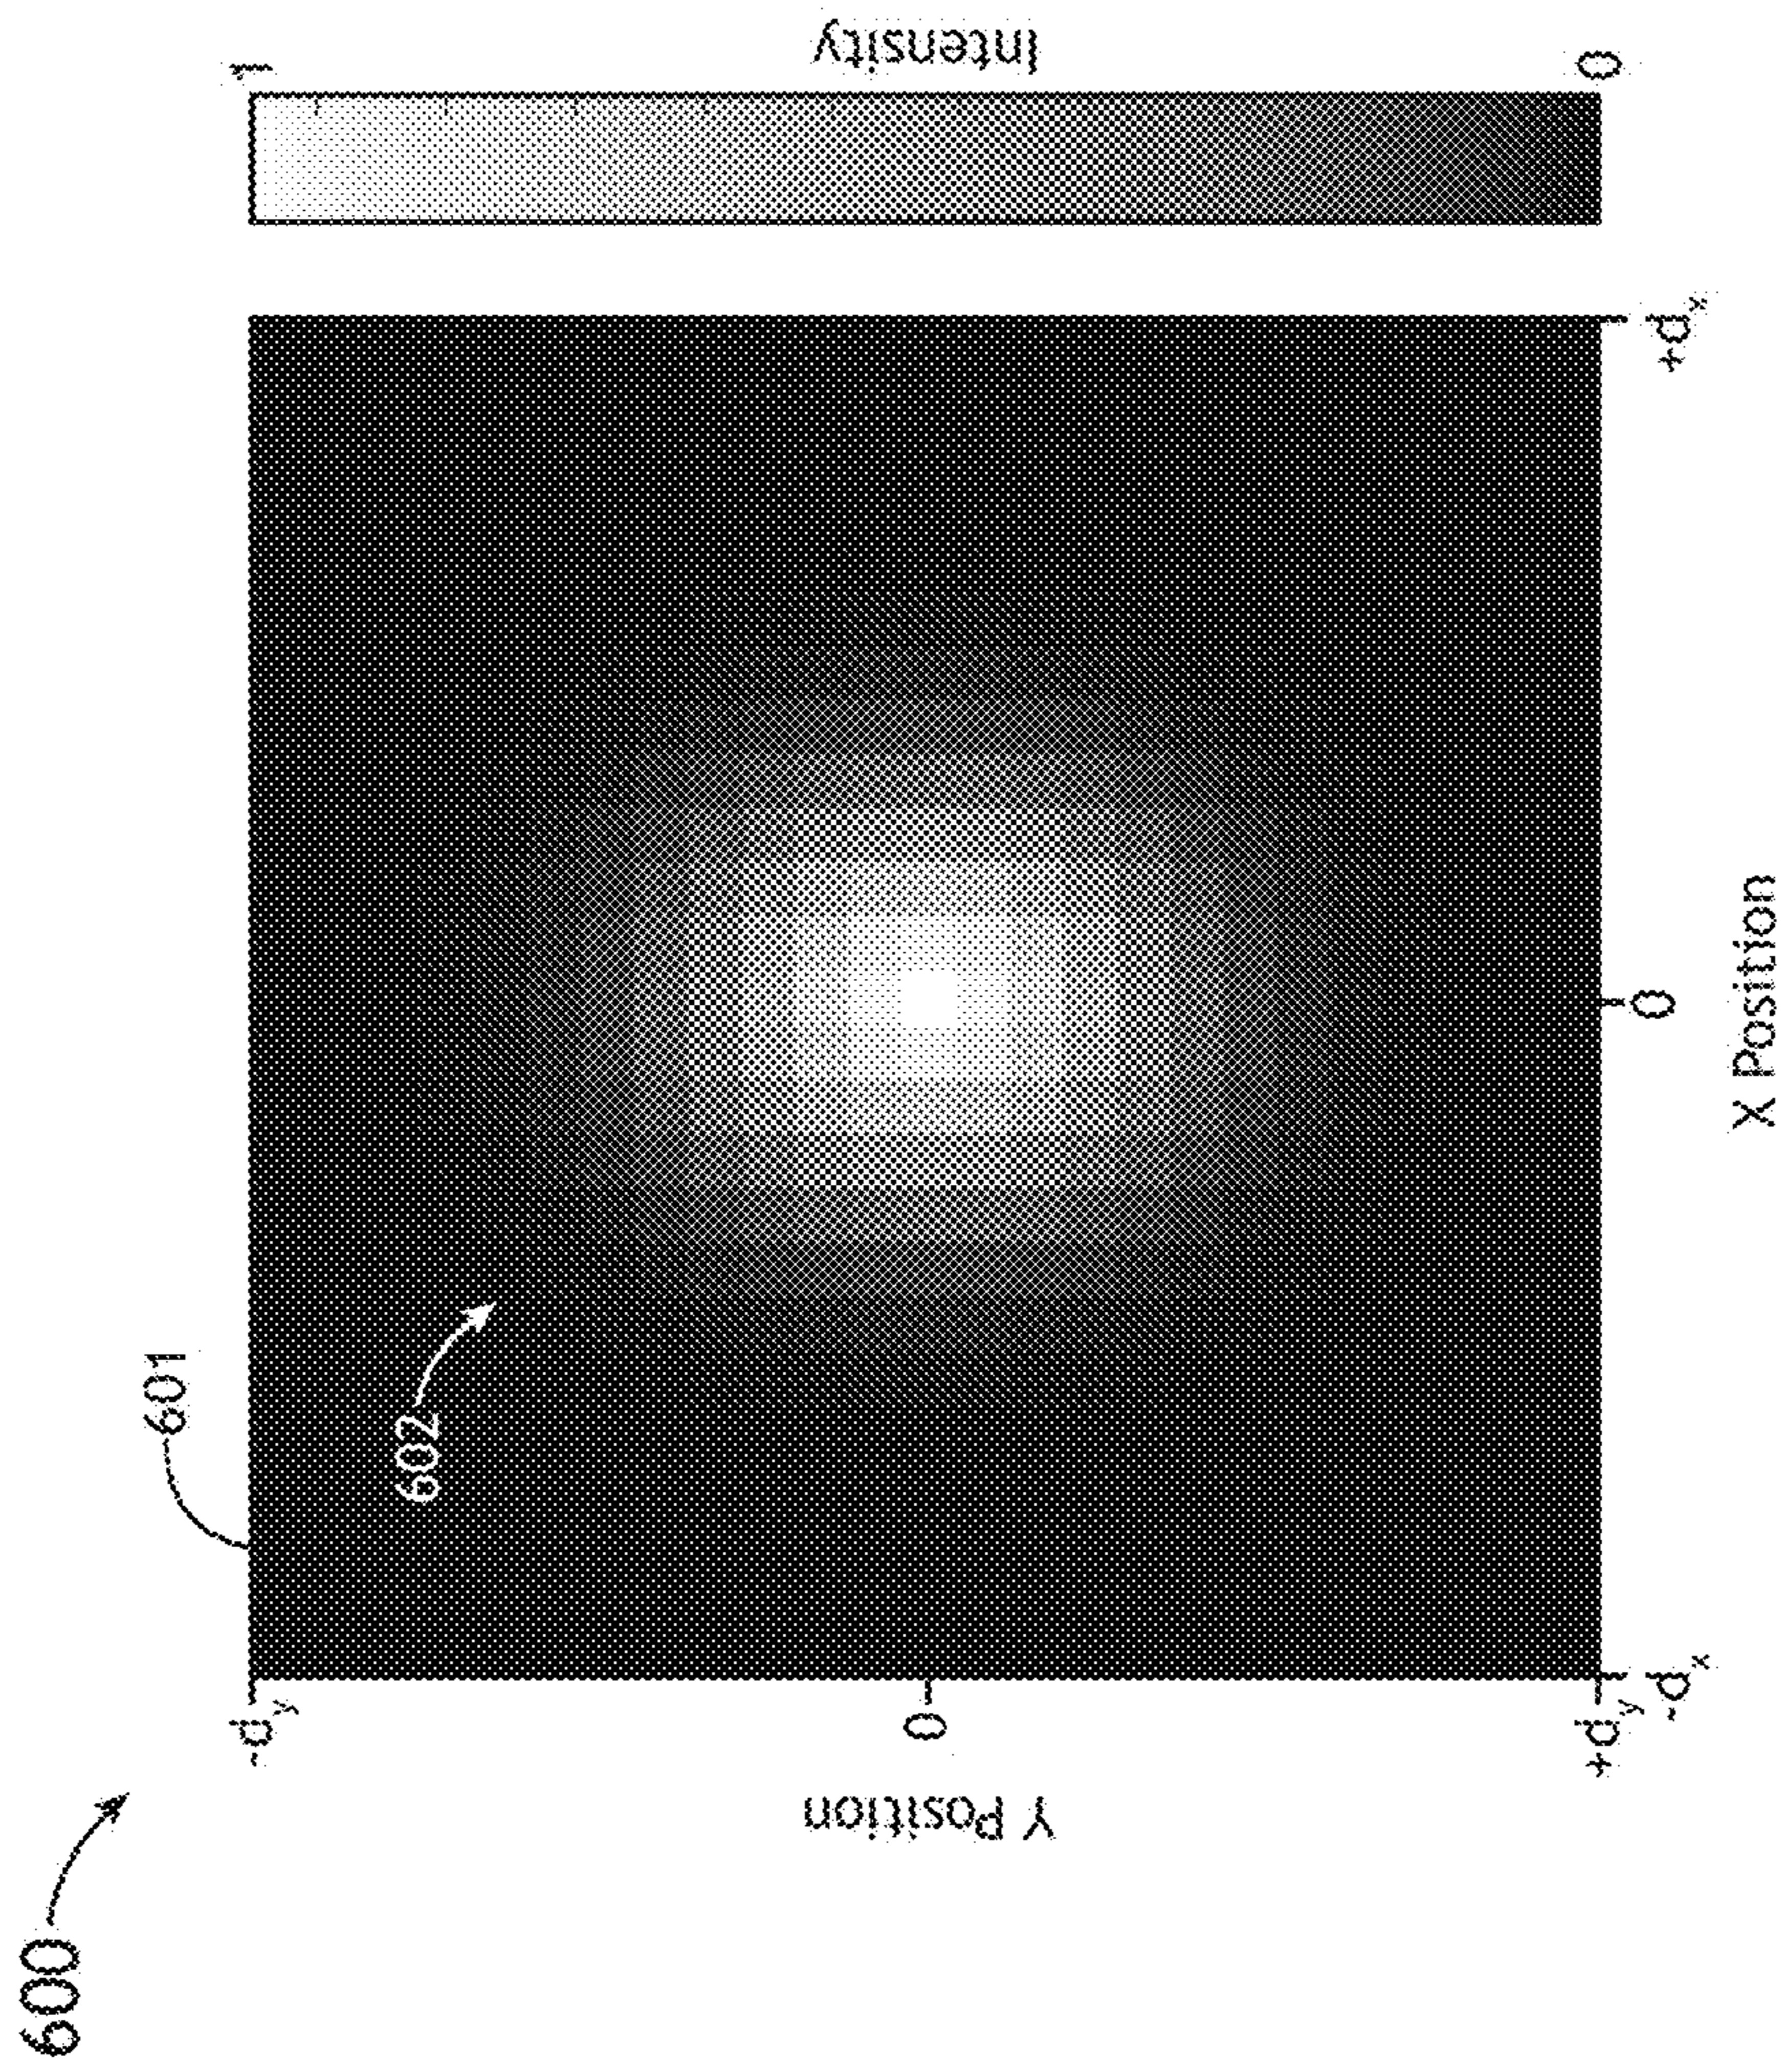 600
601
602
-d_y
0
+d_y
Y Position
-d_x
0
+d_x
X Position
1
0
Intensity